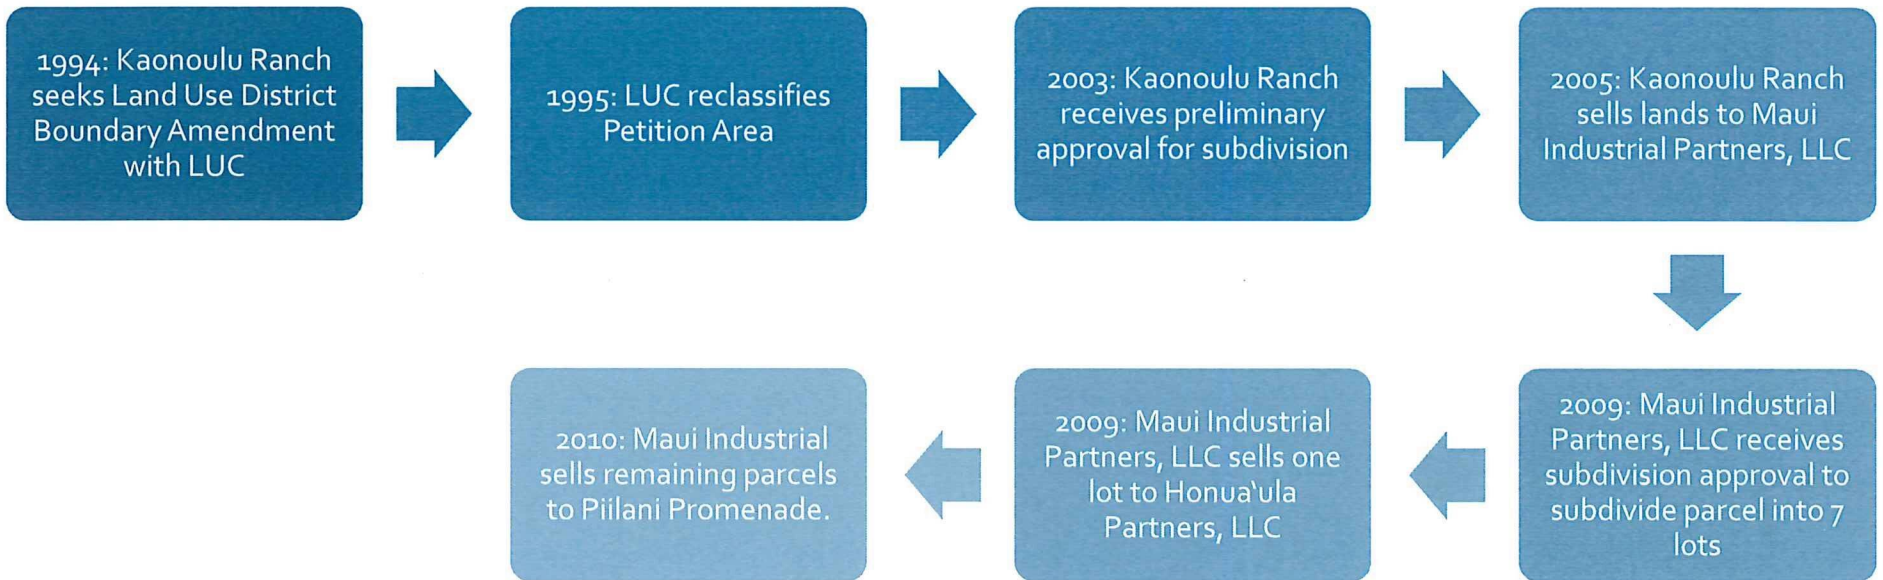 1994: Kaonoulu Ranch
seeks Land Use District
Boundary Amendment
with LUC
1995: LUC reclassifies
Petition Area
2003: Kaonoulu Ranch
receives preliminary
approval for subdivision
2005: Kaonoulu Ranch
sells lands to Maui
Industrial Partners, LLC
2009: Maui Industrial
Partners, LLC receives
subdivision approval to
subdivide parcel into 7
lots
2009: Maui Industrial
Partners, LLC sells one
lot to Honua‘ula
Partners, LLC
2010: Maui Industrial
sells remaining parcels
to Piilani Promenade.